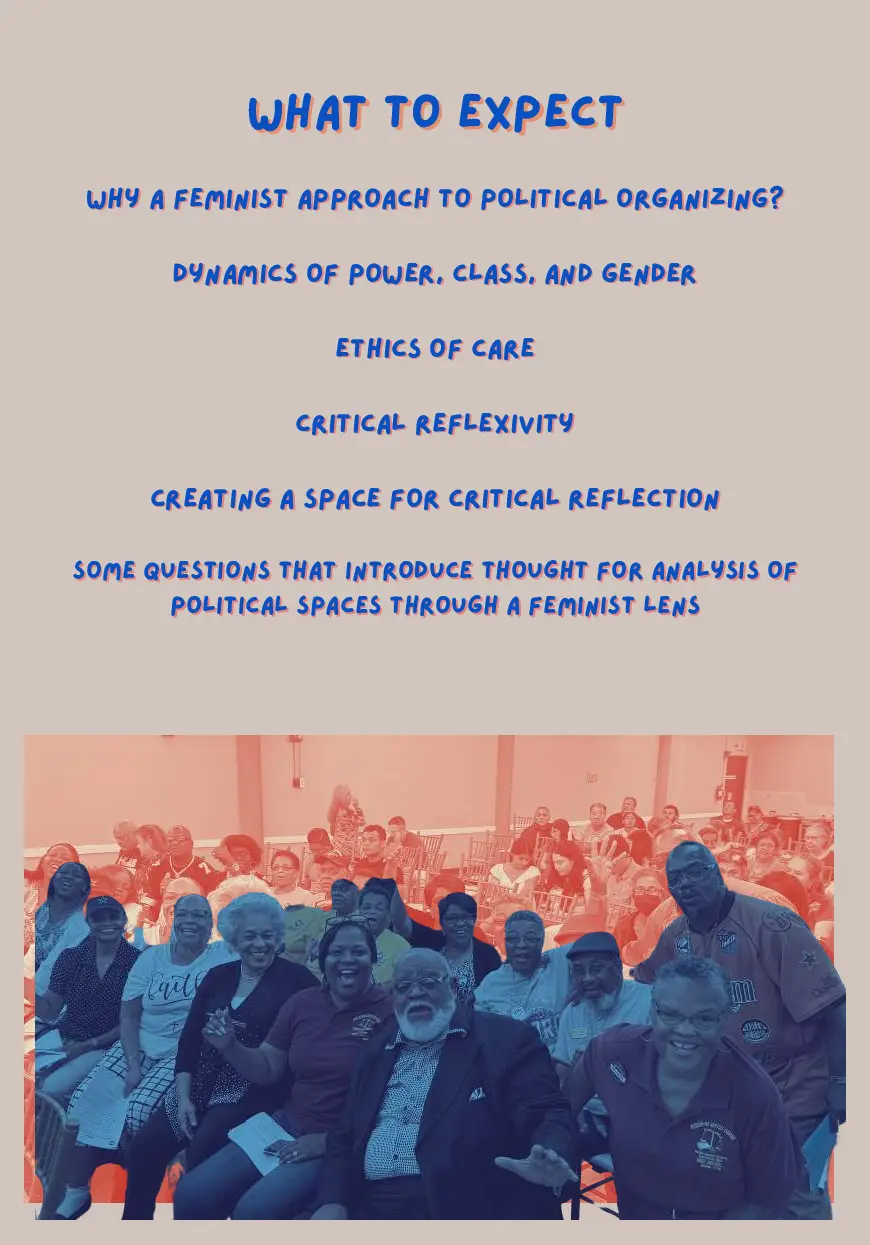 WHAT TO EXPECT
WHY A FEMINIST APPROACH TO POLITICAL ORGANIZING?
DYNAMICS OF POWER, CLASS, AND GENDER
ETHICS OF CARE
CRITICAL REFLEXIVITY
CREATING A SPACE FOR CRITICAL REFLECTION
SOME QUESTIONS THAT INTRODUCE THOUGHT FOR ANALYSIS OF
POLITICAL SPACES THROUGH A FEMINIST LENS